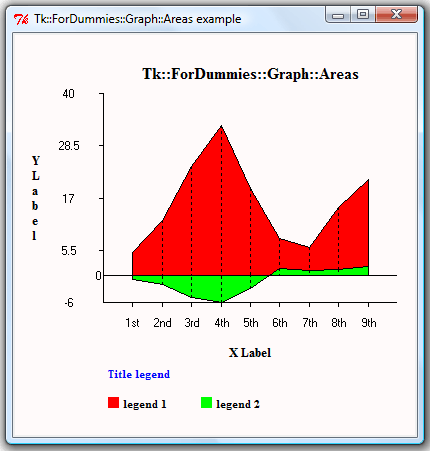 Tk Tk::ForDummies::Graph::Areas example
Tk::ForDummies::Graph::Areas
40
28.5
17
5.5
0
-6
Y Label
1st 2nd 3rd 4th 5th 6th 7th 8th 9th
X Label
Title legend
legend 1 legend 2